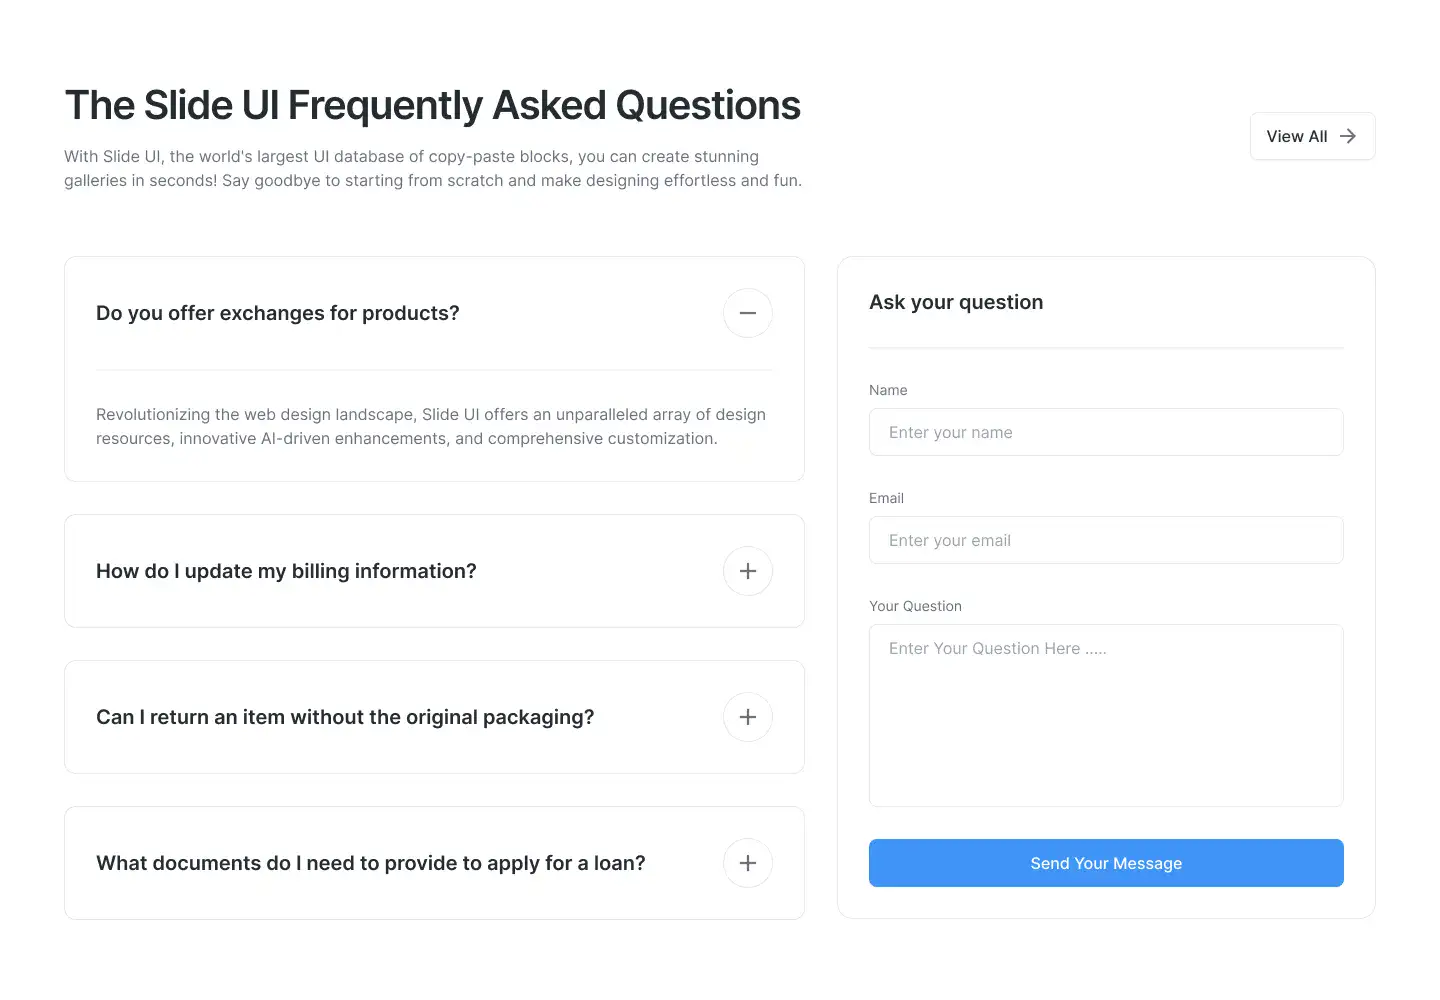 The Slide UI Frequently Asked Questions
With Slide UI, the world's largest UI database of copy-paste blocks, you can create stunning
galleries in seconds! Say goodbye to starting from scratch and make designing effortless and fun.
View All
Do you offer exchanges for products?
Revolutionizing the web design landscape, Slide UI offers an unparalleled array of design
resources, innovative AI-driven enhancements, and comprehensive customization.
How do I update my billing information?
Can I return an item without the original packaging?
What documents do I need to provide to apply for a loan?
Ask your question
Name
Enter your name
Email
Enter your email
Your Question
Enter Your Question Here .....
Send Your Message